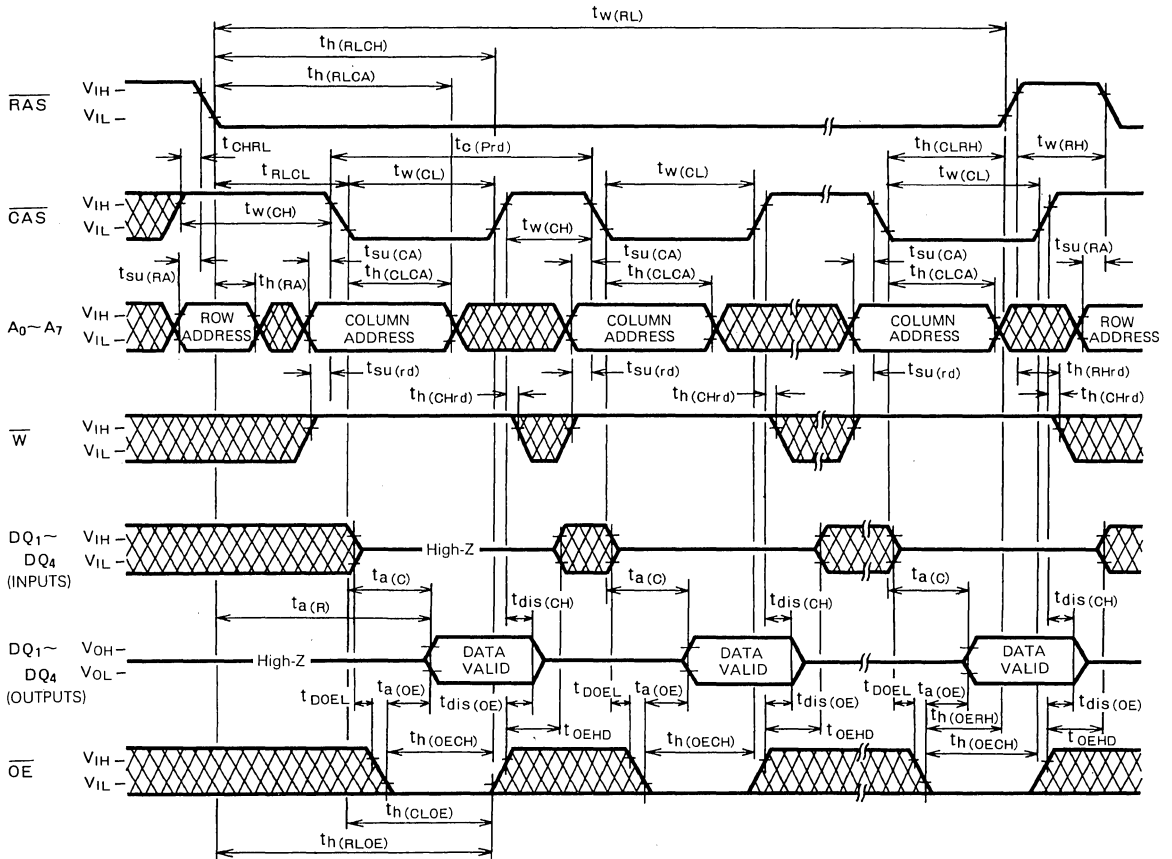 tw(RL)
th(RLCH)
th(RLCA)
RAS
VIH
VIL
tCHRL
tc(Prd)
th(CLRH)
tw(RH)
tRLCL
tw(CL)
tw(CL)
tw(CL)
CAS
VIH
VIL
tw(CH)
tw(CH)
tsu(RA)
th(RA)
tsu(CA)
tsu(CA)
tsu(CA)
tsu(RA)
th(CLCA)
th(CLCA)
th(CLCA)
A0~A7
VIH
VIL
ROW
ADDRESS
COLUMN
ADDRESS
COLUMN
ADDRESS
COLUMN
ADDRESS
ROW
ADDRESS
tsu(rd)
tsu(rd)
tsu(rd)
th(RHrd)
th(CHrd)
th(CHrd)
th(CHrd)
W
VIH
VIL
DQ1~
DQ4
(INPUTS)
VIH
VIL
High-Z
ta(C)
ta(C)
ta(C)
ta(R)
tdis(CH)
tdis(CH)
tdis(CH)
DQ1~
DQ4
(OUTPUTS)
VOH
VOL
High-Z
DATA
VALID
DATA
VALID
DATA
VALID
tDOEL
ta(OE)
tdis(OE)
tDOEL
ta(OE)
tdis(OE)
tDOEL
ta(OE)
tdis(OE)
tOEHD
tOEHD
th(OERH)
tOEHD
th(OECH)
th(OECH)
th(OECH)
OE
VIH
VIL
th(CLOE)
th(RLOE)